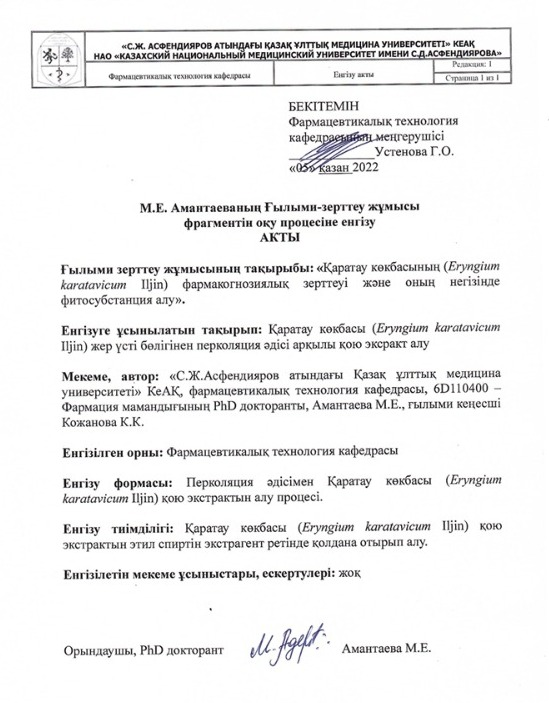 «С.Ж. АСФЕНДИЯРОВ АТЫНДАҒЫ ҚАЗАҚ ҰЛТТЫҚ МЕДИЦИНА УНИВЕРСИТЕТІ» КЕАҚ
НАО «КАЗАХСКИЙ НАЦИОНАЛЬНЫЙ МЕДИЦИНСКИЙ УНИВЕРСИТЕТ ИМЕНИ С.Д.АСФЕНДИЯРОВА»
Фармацевтикалық технология кафедрасы
Енгізу акты
Редакция: 1
Страница 1 из 1
БЕКІТЕМІН
Фармацевтикалық технология
кафедрасының меңгерушісі
Устенова Г.О.
«05» қазан 2022
М.Е. Амантаеваның Ғылыми-зерттеу жұмысы
фрагментін оқу процесіне енгізу
АКТЫ
Ғылыми зерттеу жұмысының тақырыбы: «Қаратау көкбасының (Eryngium
karatavicum Iljin) фармакогнозиялық зерттеуі және оның негізінде
фитосубстанция алу».
Енгізуге ұсынылатын тақырып: Қаратау көкбасы (Eryngium karatavicum
Iljin) жер үсті бөлігінен перколяция әдісі арқылы қою эксракт алу
Мекеме, автор: «С.Ж.Асфендияров атындағы Қазақ ұлттық медицина
университеті» КеАҚ, фармацевтикалық технология кафедрасы, 6D110400 –
Фармация мамандығының PhD докторанты, Амантаева М.Е., ғылыми кеңесші
Кожанова К.К.
Енгізілген орны: Фармацевтикалық технология кафедрасы
Енгізу формасы: Перколяция әдісімен Қаратау көкбасы (Eryngium
karatavicum Iljin) қою экстрактын алу процесі.
Енгізу тиімділігі: Қаратау көкбасы (Eryngium karatavicum Iljin) қою
экстрактын этил спиртін экстрагент ретінде қолдана отырып алу.
Енгізілетін мекеме ұсыныстары, ескертулері: жоқ
Орындаушы, PhD докторант
Амантаева М.Е.